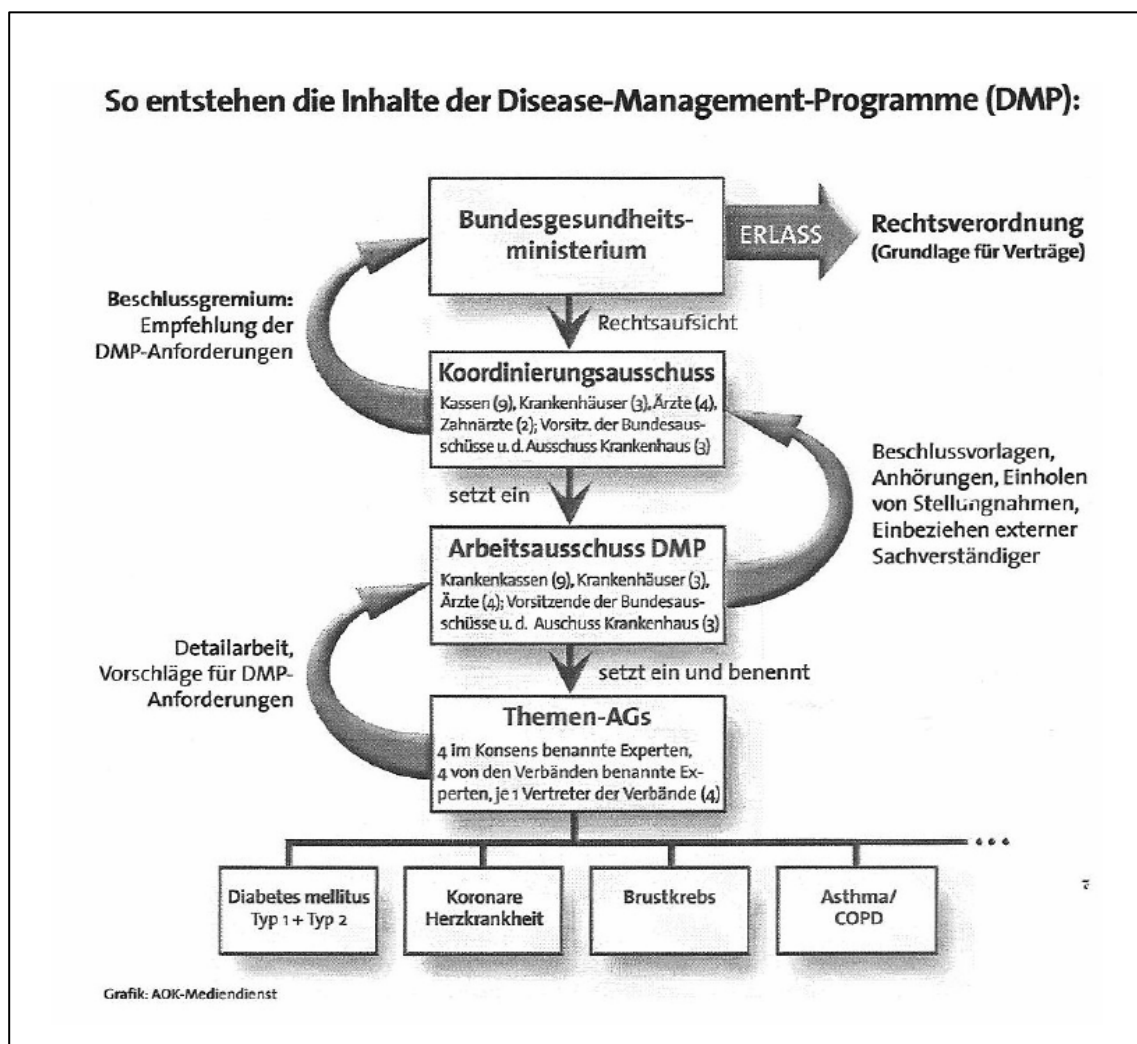 So entstehen die Inhalte der Disease-Management-Programme (DMP):
Bundesgesundheits-
ministerium
ERLASS
Rechtsverordnung
(Grundlage für Verträge)
Beschlussgremium:
Empfehlung der
DMP-Anforderungen
Rechtsaufsicht
Koordinierungsausschuss
Kassen (9), Krankenhäuser (3), Ärzte (4),
Zahnärzte (2); Vorsitz. der Bundesaus-
schüsse u. d. Ausschuss Krankenhaus (3)
setzt ein
Beschlussvorlagen,
Anhörungen, Einholen
von Stellungnahmen,
Einbeziehen externer
Sachverständiger
Arbeitsausschuss DMP
Krankenkassen (9), Krankenhäuser (3),
Ärzte (4); Vorsitzende der Bundesaus-
schüsse u. d. Auschuss Krankenhaus (3)
Detailarbeit,
Vorschläge für DMP-
Anforderungen
setzt ein und benennt
Themen-AGs
4 im Konsens benannte Experten,
4 von den Verbänden benannte Ex-
perten, je 1 Vertreter der Verbände (4)
Diabetes mellitus
Typ 1 + Typ 2
Koronare
Herzkrankheit
Brustkrebs
Asthma/
COPD
Grafik: AOK-Mediendienst